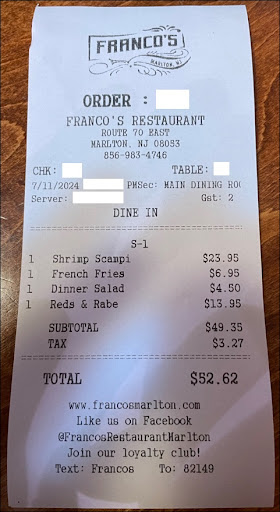 FRANCO'S
MARLTON, NJ
ORDER :
FRANCO'S RESTAURANT
ROUTE 70 EAST
MARLTON, NJ 08053
856-983-4746
CHK: TABLE:
7/11/2024 PMSec: MAIN DINING ROO
Server: Gst: 2
DINE IN
S-1
1 Shrimp Scampi $23.95
1 French Fries $6.95
1 Dinner Salad $4.50
1 Reds & Rabe $13.95
SUBTOTAL $49.35
TAX $3.27
TOTAL $52.62
www.francosmarlton.com
Like us on Facebook
@FrancosRestaurantMarlton
Join our loyalty club!
Text: Francos To: 82149